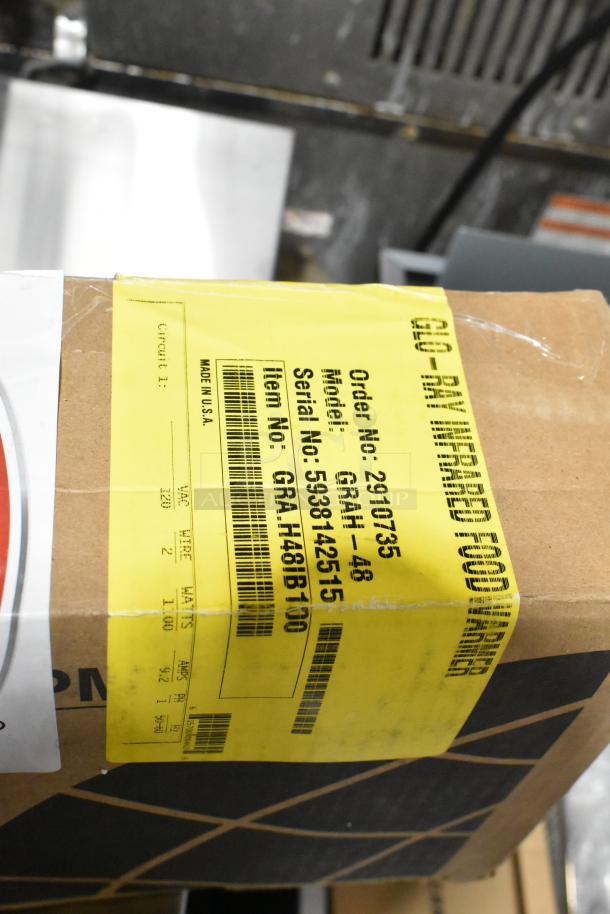 GLO-RAY INFRARED FOOD WARMER
Order No: 2910735
Model: GRAH-48
Serial No: 5938142515
Item No: GRA.H48IB100
MADE IN U.S.A.
VAC WIRE WATTS AMPS PH HZ
Circuit 1: 120 2 1100 9.2 1 50-60
PM